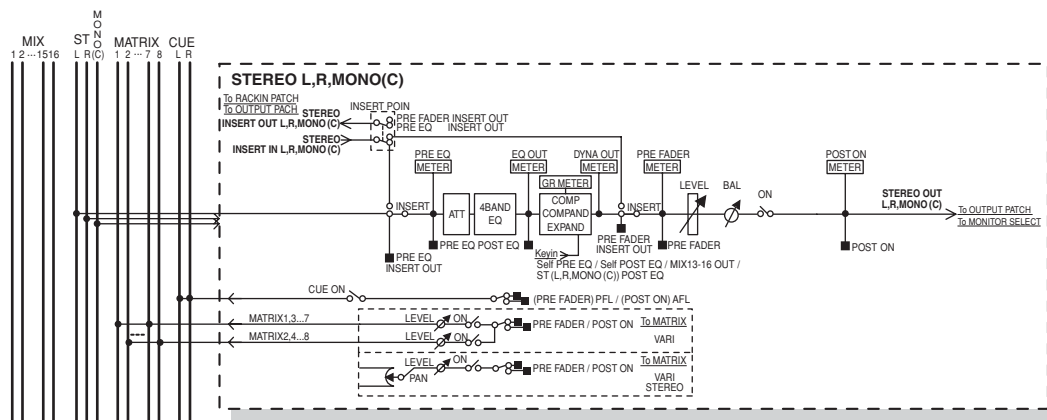 MIX
1 2 ... 15 16
ST
L R
MONO
(C)
MATRIX
1 2 ... 7 8
CUE
L R
STEREO L,R,MONO(C)
To RACKIN PATCH
To OUTPUT PACH
STEREO
INSERT OUT L,R,MONO(C)
STEREO
INSERT IN L,R,MONO(C)
INSERT POIN
PRE FADER INSERT OUT
PRE EQ INSERT OUT
PRE EQ
METER
EQ OUT
METER
DYNA OUT
METER
PRE FADER
METER
POST ON
METER
GR METER
INSERT
ATT
4BAND
EQ
COMP
COMPAND
EXPAND
INSERT
LEVEL
BAL
ON
STEREO OUT
L,R,MONO(C)
To OUTPUT PATCH
To MONITOR SELECT
PRE EQ
INSERT OUT
PRE EQ
POST EQ
Keyin
Self PRE EQ / Self POST EQ / MIX13-16 OUT /
ST(L,R,MONO(C)) POST EQ
PRE FADER
INSERT OUT
PRE FADER
POST ON
CUE ON
(PRE FADER) PFL / (POST ON) AFL
MATRIX1,3...7
LEVEL
ON
PRE FADER / POST ON
To MATRIX
MATRIX2,4...8
LEVEL
ON
VARI
LEVEL
ON
PAN
PRE FADER / POST ON
To MATRIX
VARI
STEREO